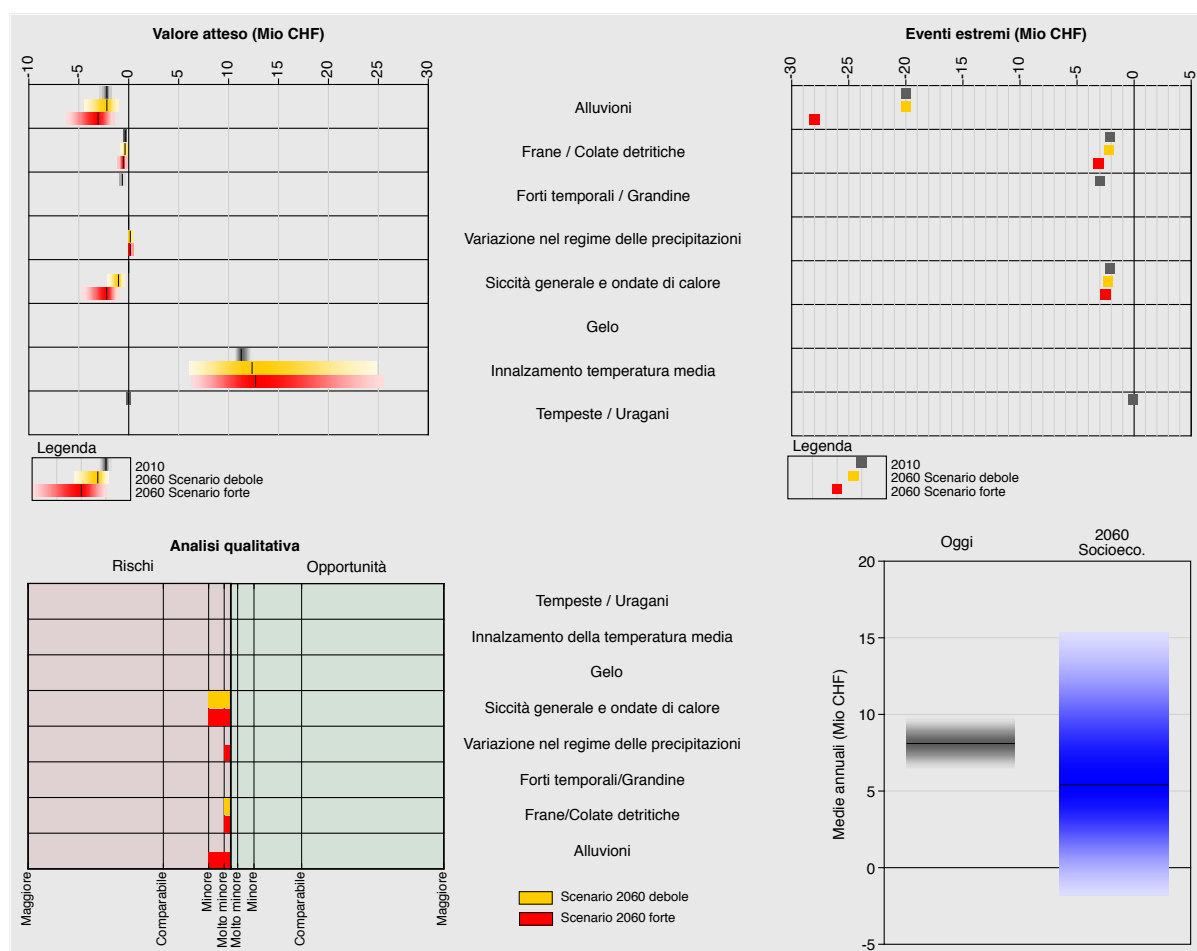 Valore atteso (Mio CHF)
-10 -5 -0 5 10 15 20 25 30
Eventi estremi (Mio CHF)
-30 -25 -20 -15 -10 -5 -0 5
Alluvioni
Frane / Colate detritiche
Forti temporali / Grandine
Variazione nel regime delle precipitazioni
Siccità generale e ondate di calore
Gelo
Innalzamento temperatura media
Tempeste / Uragani
Legenda
2010
2060 Scenario debole
2060 Scenario forte
Legenda
2010
2060 Scenario debole
2060 Scenario forte
Analisi qualitativa
Rischi
Opportunità
Tempeste / Uragani
Innalzamento della temperatura media
Gelo
Siccità generale e ondate di calore
Variazione nel regime delle precipitazioni
Forti temporali/Grandine
Frane/Colate detritiche
Alluvioni
Maggiore
Comparabile
Minore
Molto minore
Molto minore
Minore
Comparabile
Maggiore
Scenario 2060 debole
Scenario 2060 forte
Oggi
2060
Socioeco.
Medie annuali (Mio CHF)
20
15
10
5
0
-5